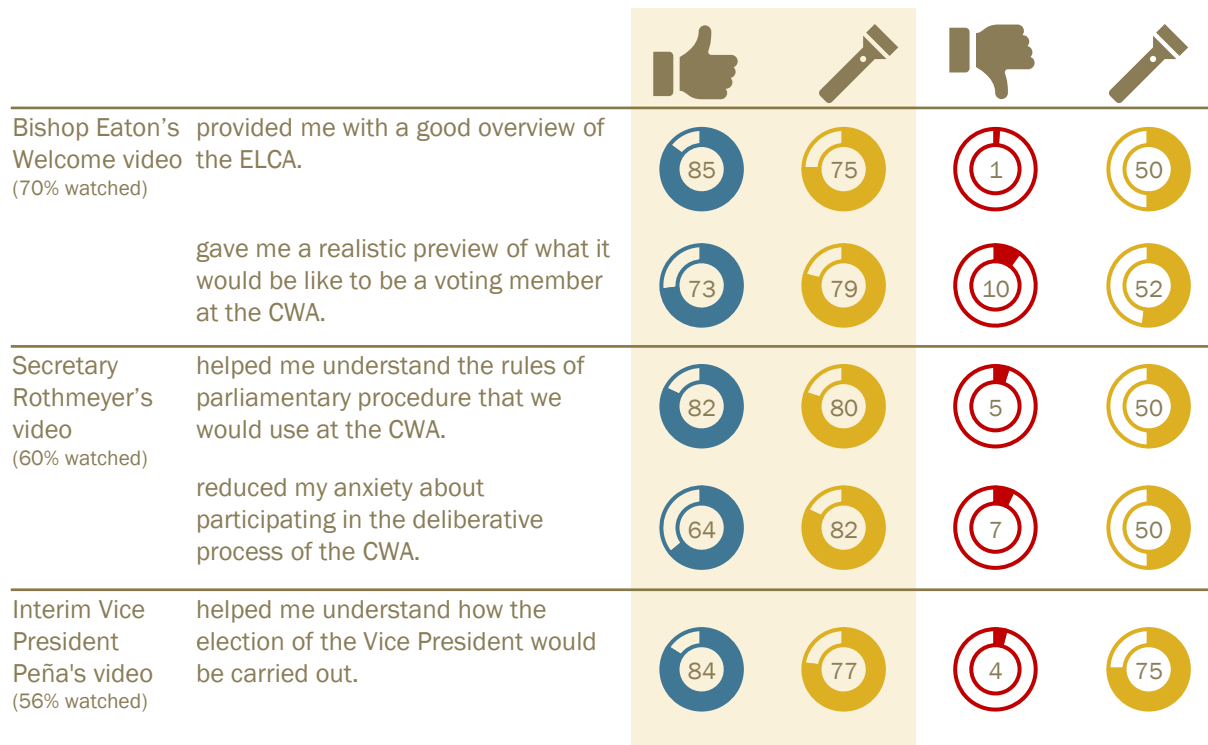 Bishop Eaton's
Welcome video
(70% watched)
provided me with a good overview of
the ELCA.
85
75
1
50
gave me a realistic preview of what it
would be like to be a voting member
at the CWA.
73
79
10
52
Secretary
Rothmeyer's
video
(60% watched)
helped me understand the rules of
parliamentary procedure that we
would use at the CWA.
82
80
5
50
reduced my anxiety about
participating in the deliberative
process of the CWA.
64
82
7
50
Interim Vice
President
Peña's video
(56% watched)
helped me understand how the
election of the Vice President would
be carried out.
84
77
4
75